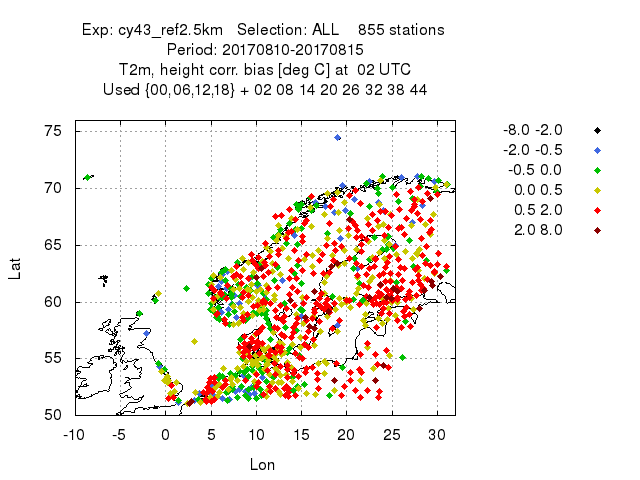 Exp: cy43_ref2.5km   Selection: ALL    855 stations
Period: 20170810-20170815
T2m, height corr. bias [deg C] at  02 UTC
Used {00,06,12,18} + 02 08 14 20 26 32 38 44
-8.0 -2.0
-2.0 -0.5
-0.5 0.0
0.0 0.5
0.5 2.0
2.0 8.0
75
70
65
60
55
50
Lat
-10 -5 0 5 10 15 20 25 30
Lon